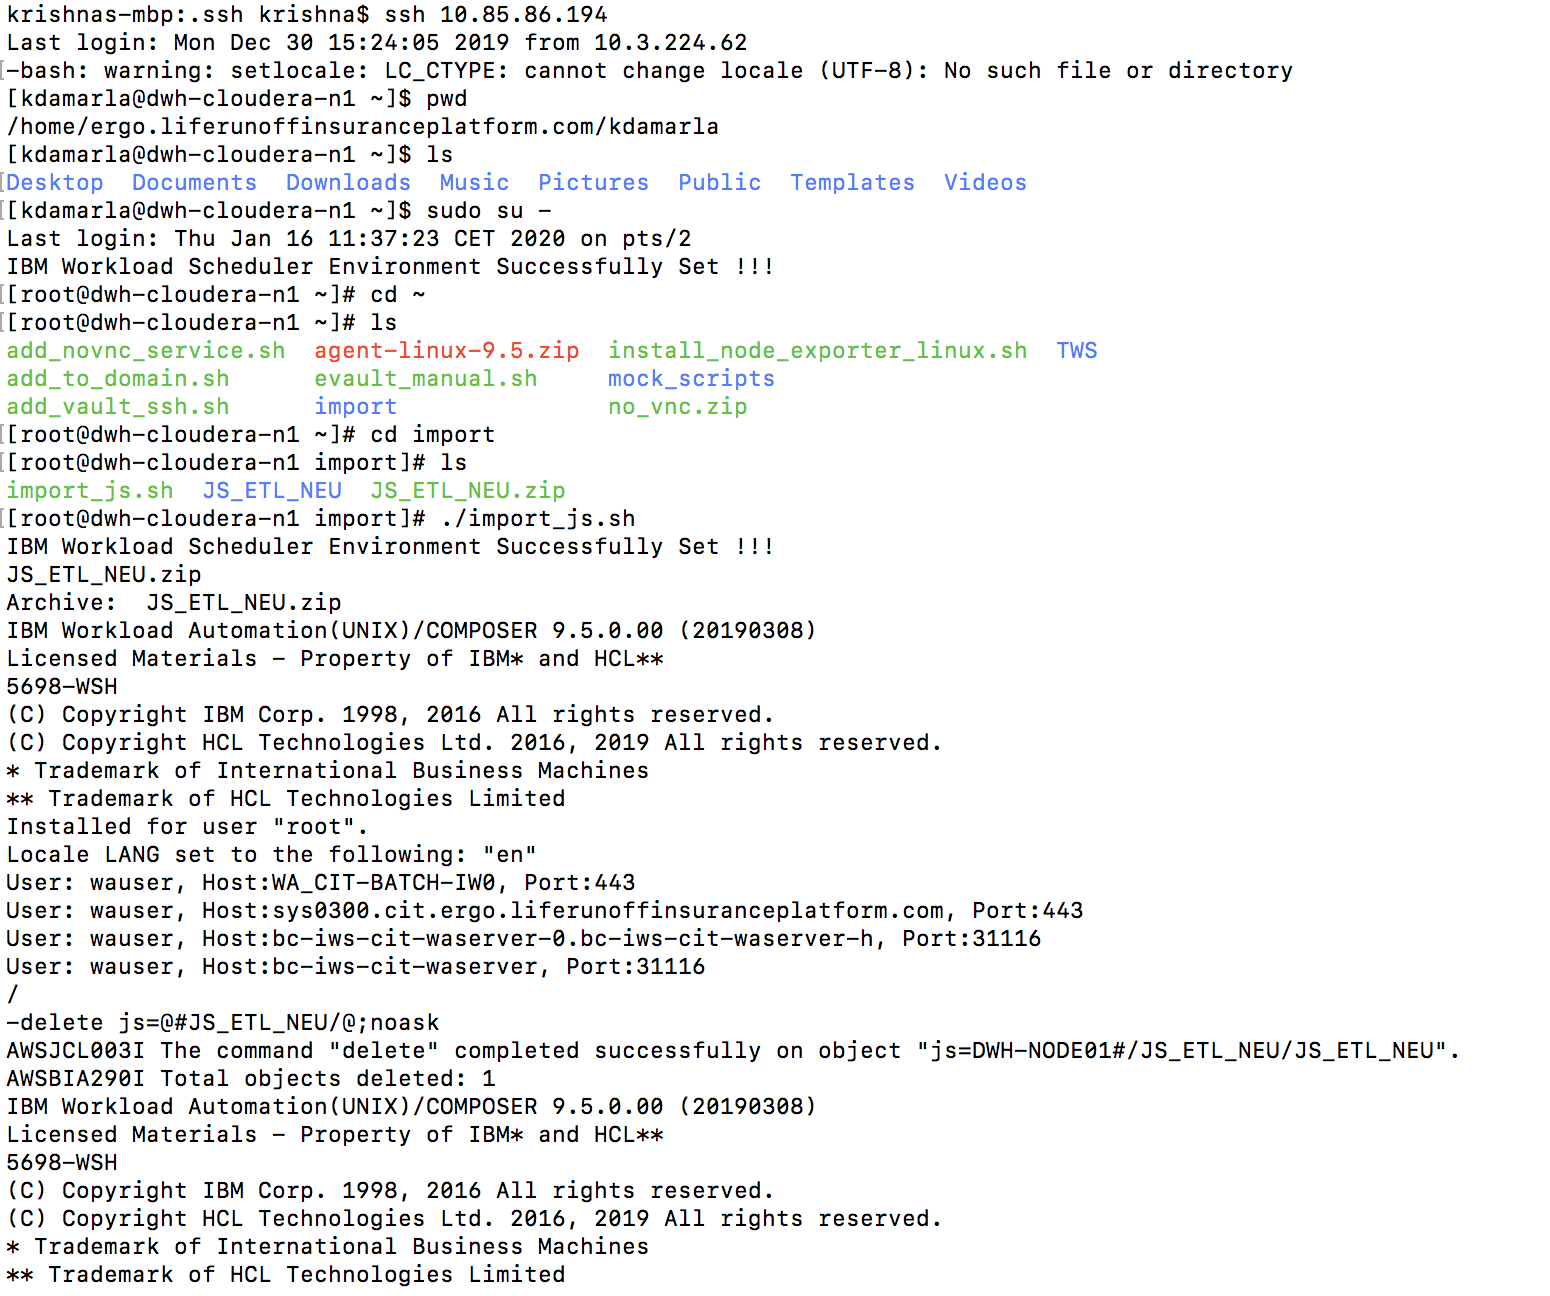 krishnas-mbp:.ssh krishna$ ssh 10.85.86.194
Last login: Mon Dec 30 15:24:05 2019 from 10.3.224.62
[-bash: warning: setlocale: LC_CTYPE: cannot change locale (UTF-8): No such file or directory
[kdamarla@dwh-cloudera-n1 ~]$ pwd
/home/ergo.liferunoffinsuranceplatform.com/kdamarla
[kdamarla@dwh-cloudera-n1 ~]$ ls
[Desktop  Documents  Downloads  Music  Pictures  Public  Templates  Videos
[[kdamarla@dwh-cloudera-n1 ~]$ sudo su -
Last login: Thu Jan 16 11:37:23 CET 2020 on pts/2
IBM Workload Scheduler Environment Successfully Set !!!
[[root@dwh-cloudera-n1 ~]# cd ~
[[root@dwh-cloudera-n1 ~]# ls
add_novnc_service.sh  agent-linux-9.5.zip  install_node_exporter_linux.sh  TWS
add_to_domain.sh      evault_manual.sh     mock_scripts
add_vault_ssh.sh      import               no_vnc.zip
[[root@dwh-cloudera-n1 ~]# cd import
[[root@dwh-cloudera-n1 import]# ls
import_js.sh  JS_ETL_NEU  JS_ETL_NEU.zip
[[root@dwh-cloudera-n1 import]# ./import_js.sh
IBM Workload Scheduler Environment Successfully Set !!!
JS_ETL_NEU.zip
Archive:  JS_ETL_NEU.zip
IBM Workload Automation(UNIX)/COMPOSER 9.5.0.00 (20190308)
Licensed Materials - Property of IBM* and HCL**
5698-WSH
(C) Copyright IBM Corp. 1998, 2016 All rights reserved.
(C) Copyright HCL Technologies Ltd. 2016, 2019 All rights reserved.
* Trademark of International Business Machines
** Trademark of HCL Technologies Limited
Installed for user "root".
Locale LANG set to the following: "en"
User: wauser, Host:WA_CIT-BATCH-IW0, Port:443
User: wauser, Host:sys0300.cit.ergo.liferunoffinsuranceplatform.com, Port:443
User: wauser, Host:bc-iws-cit-waserver-0.bc-iws-cit-waserver-h, Port:31116
User: wauser, Host:bc-iws-cit-waserver, Port:31116
/
-delete js=@#JS_ETL_NEU/@;noask
AWSJCL003I The command "delete" completed successfully on object "js=DWH-NODE01#/JS_ETL_NEU/JS_ETL_NEU".
AWSBIA290I Total objects deleted: 1
IBM Workload Automation(UNIX)/COMPOSER 9.5.0.00 (20190308)
Licensed Materials - Property of IBM* and HCL**
5698-WSH
(C) Copyright IBM Corp. 1998, 2016 All rights reserved.
(C) Copyright HCL Technologies Ltd. 2016, 2019 All rights reserved.
* Trademark of International Business Machines
** Trademark of HCL Technologies Limited